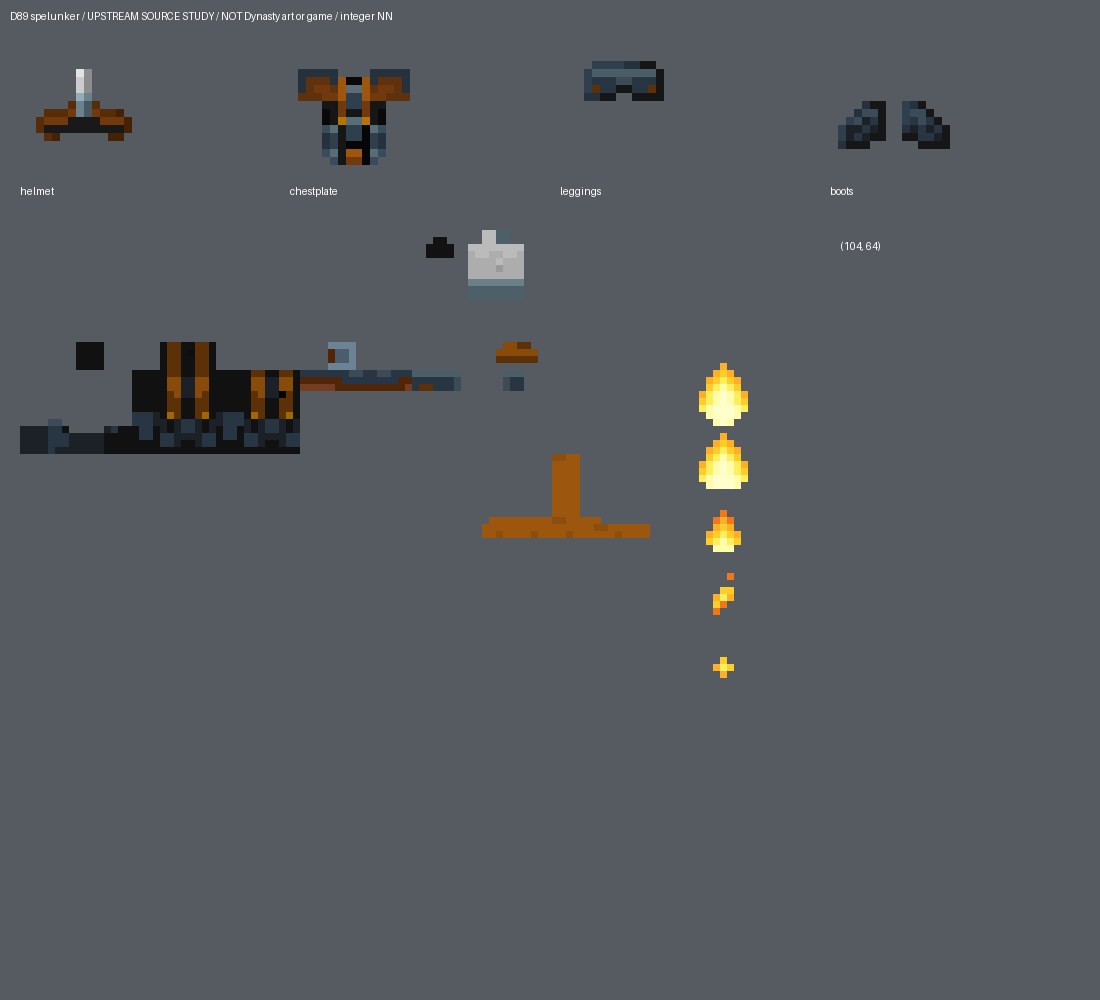 D89 spelunker / UPSTREAM SOURCE STUDY / NOT Dynasty art or game / integer NN
helmet
chestplate
leggings
boots
(104, 64)